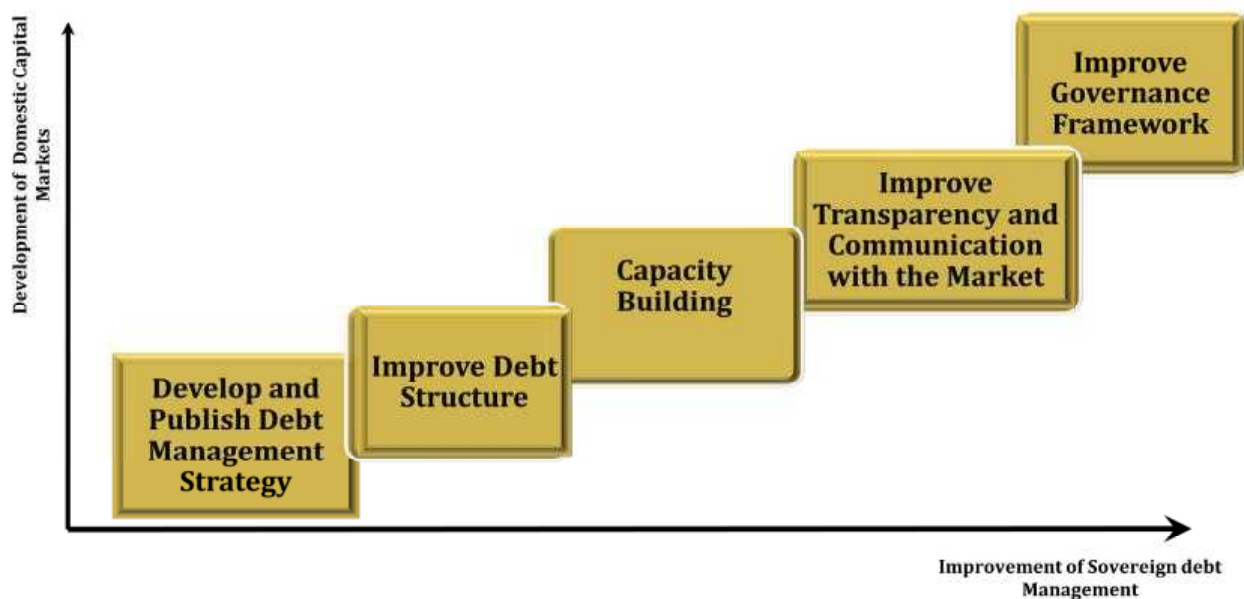 Development of Domestic Capital
Markets
Improve
Governance
Framework
Improve
Transparency and
Communication
with the Market
Capacity
Building
Improve Debt
Structure
Develop and
Publish Debt
Management
Strategy
Improvement of Sovereign debt
Management